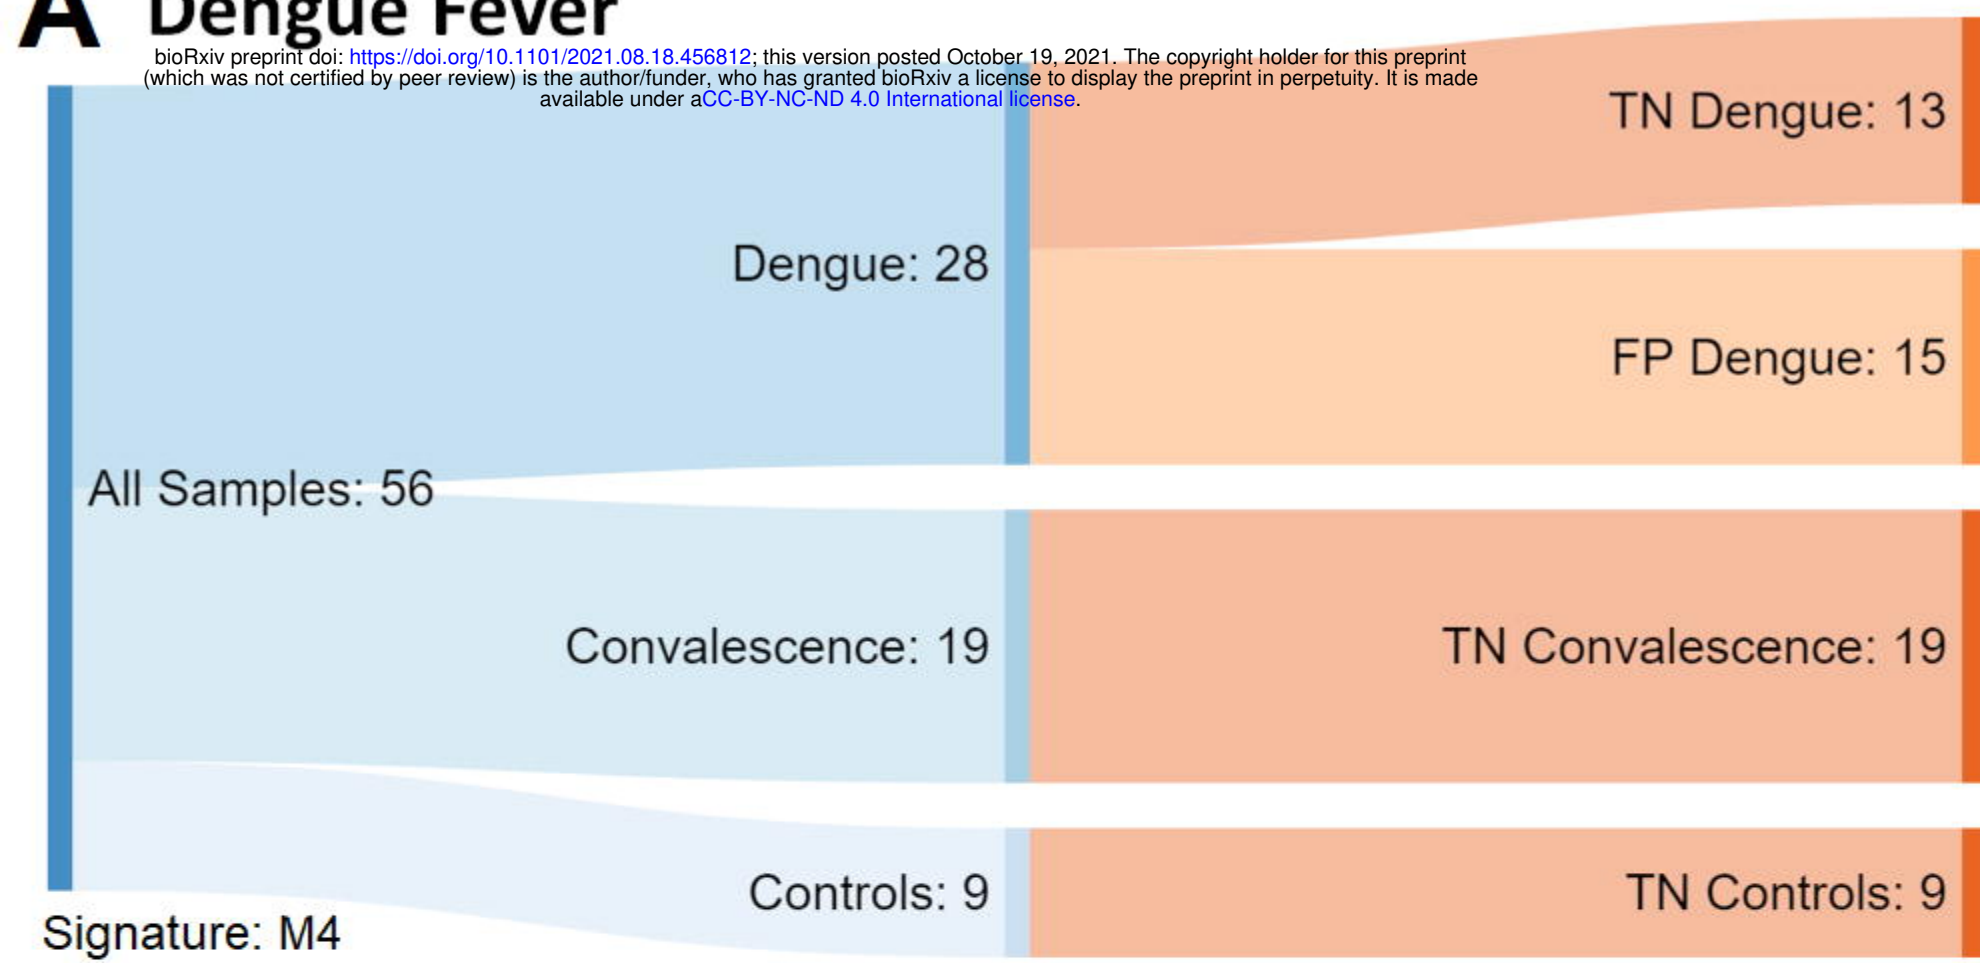 A Dengue Fever
bioRxiv preprint doi: https://doi.org/10.1101/2021.08.18.456812; this version posted October 19, 2021. The copyright holder for this preprint
(which was not certified by peer review) is the author/funder, who has granted bioRxiv a license to display the preprint in perpetuity. It is made
available under aCC-BY-NC-ND 4.0 International license.
TN Dengue: 13
Dengue: 28
FP Dengue: 15
All Samples: 56
Convalescence: 19
TN Convalescence: 19
Controls: 9
TN Controls: 9
Signature: M4